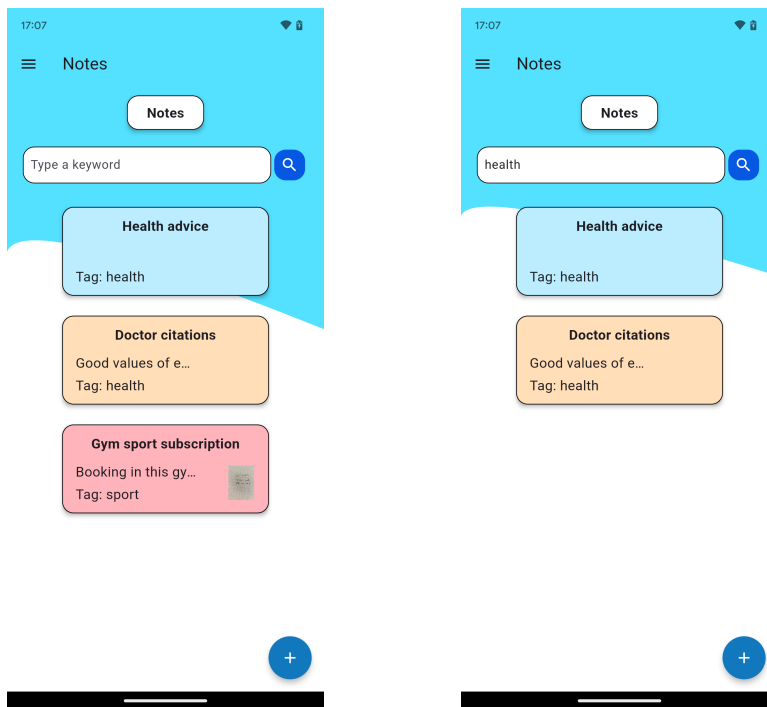 17:07
Notes
Notes
Type a keyword
Health advice
Tag: health
Doctor citations
Good values of e...
Tag: health
Gym sport subscription
Booking in this gy...
Tag: sport
17:07
Notes
Notes
health
Health advice
Tag: health
Doctor citations
Good values of e...
Tag: health